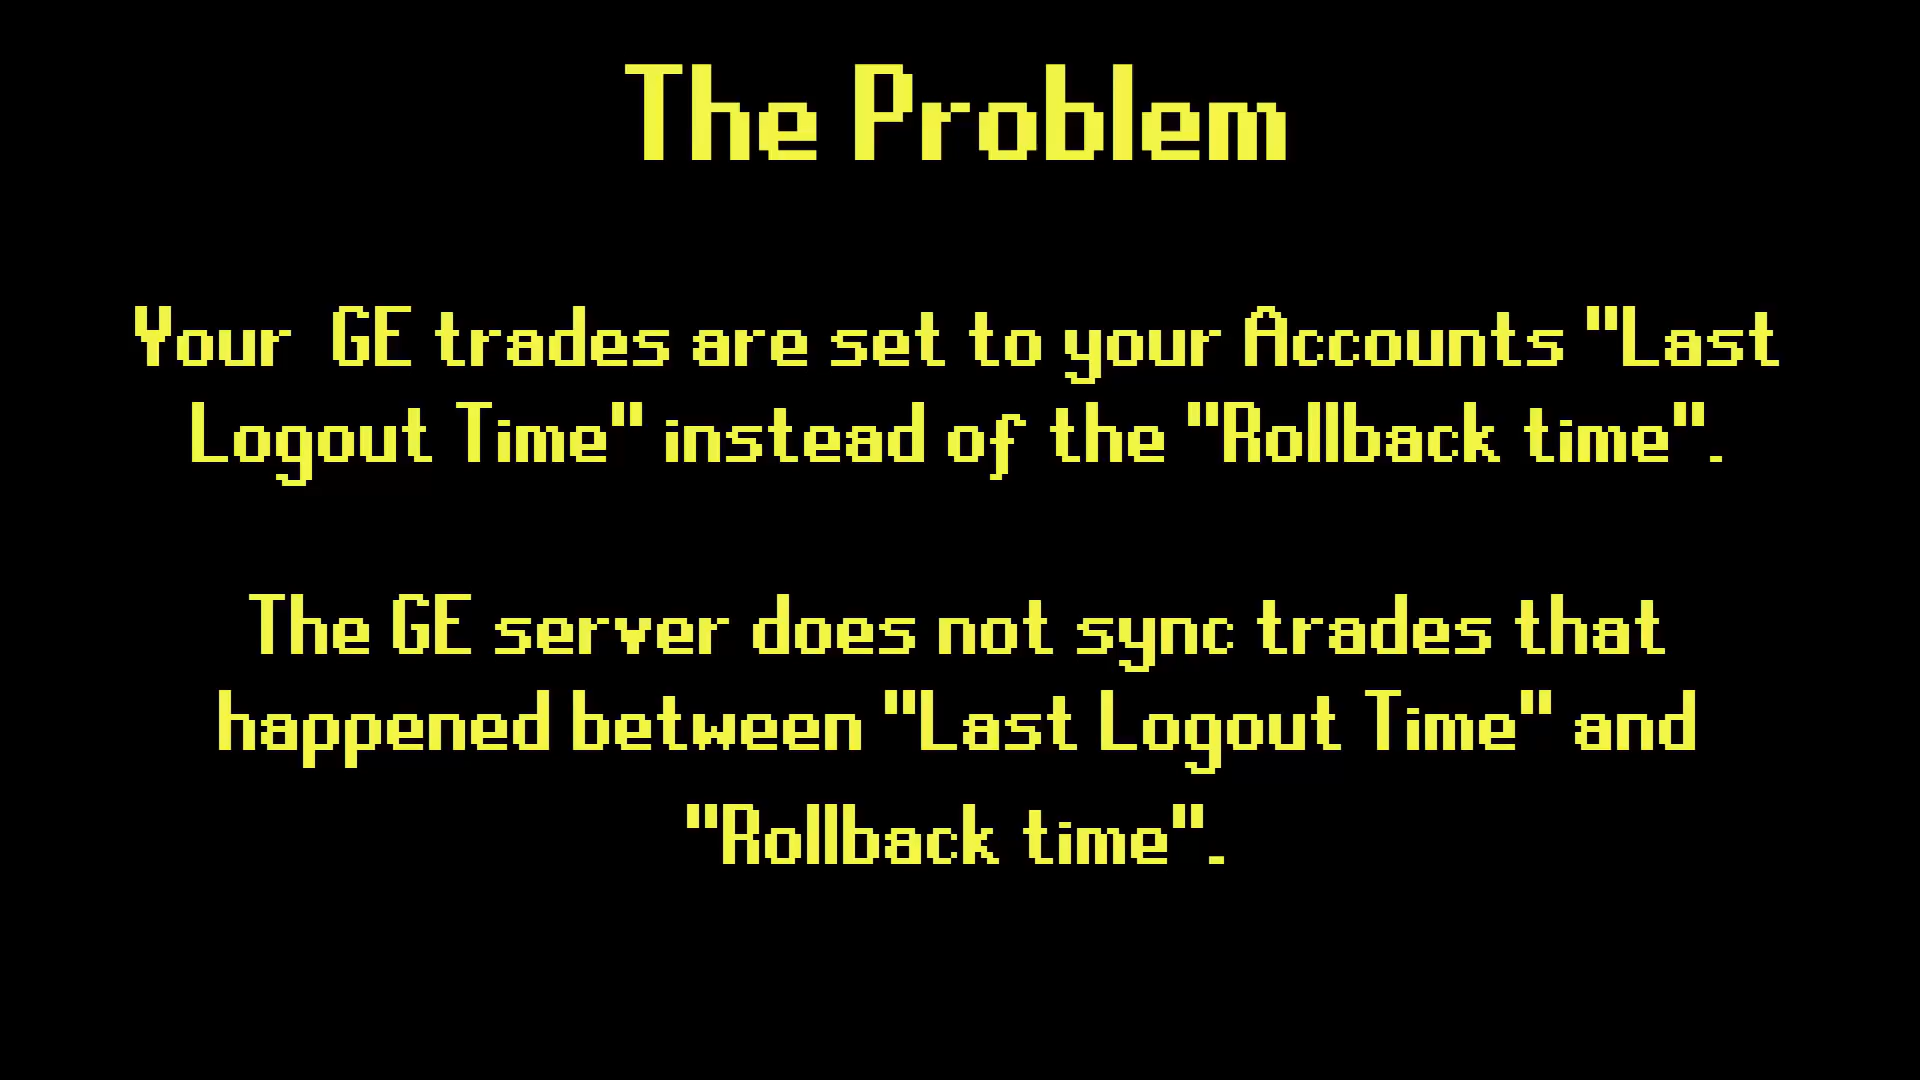 The Problem
Your  GE trades are set to your Accounts "Last
Logout Time" instead of the "Rollback time".
The GE server does not sync trades that
happened between "Last Logout Time" and
"Rollback time".